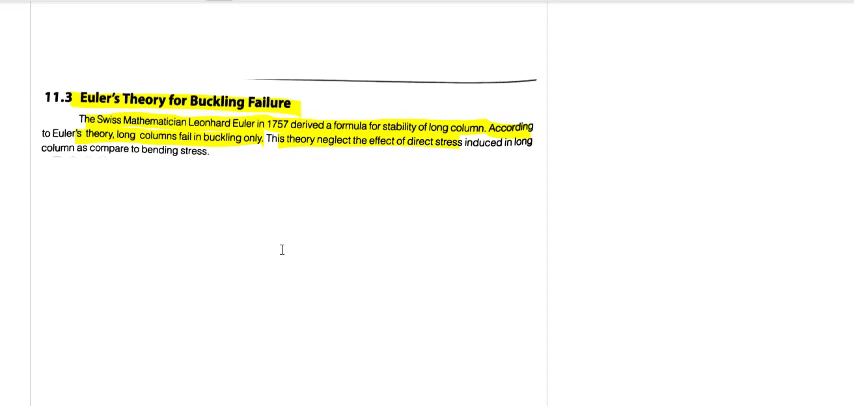 11.3 Euler's Theory for Buckling Failure
The Swiss Mathematician Leonhard Euler in 1757 derived a formula for stability of long column. According
to Euler's theory, long columns fail in buckling only. This theory neglect the effect of direct stress induced in long
column as compare to bending stress.